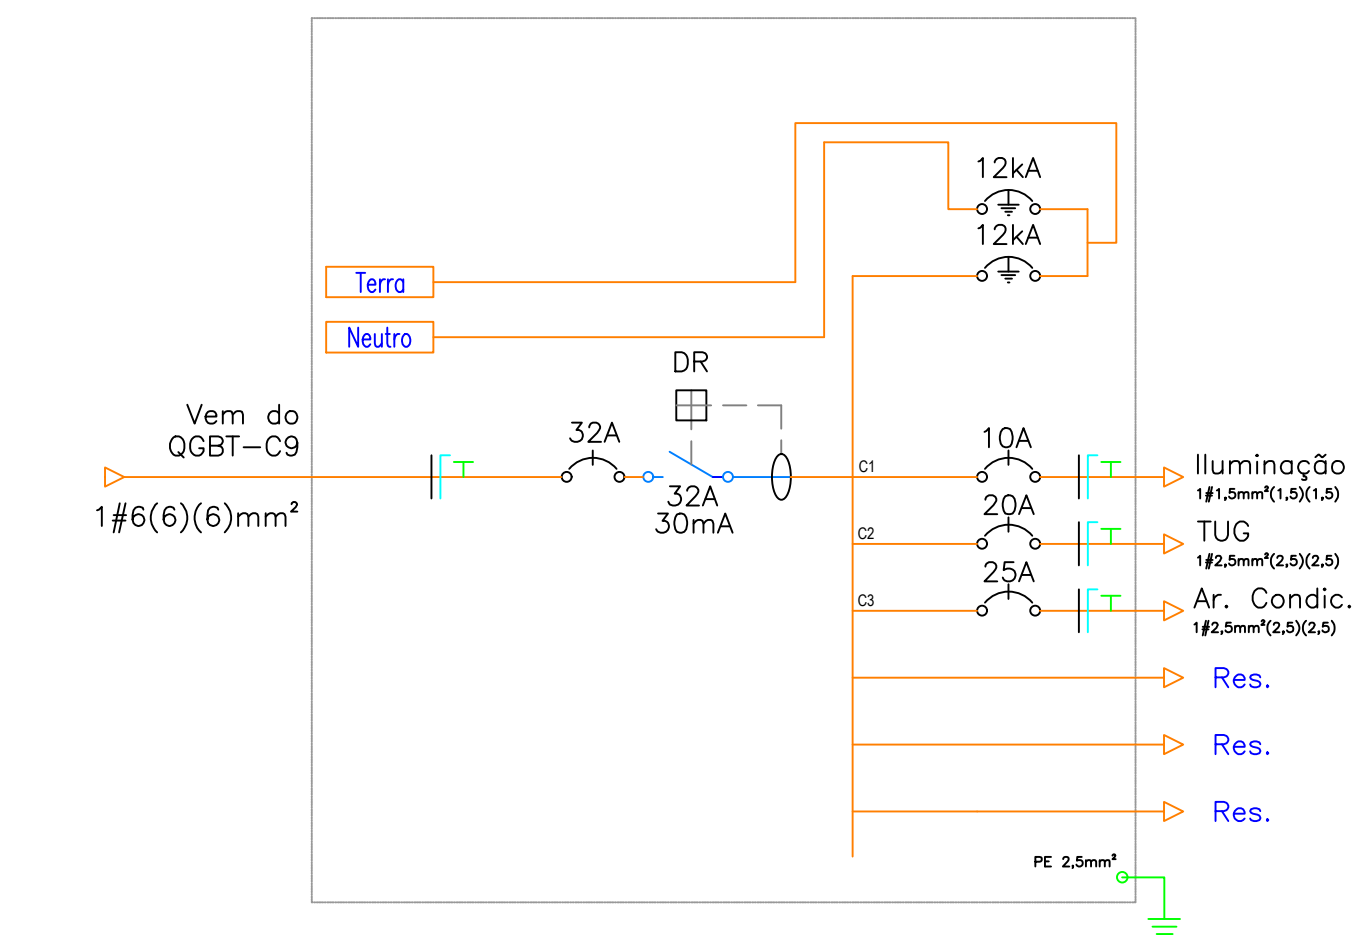 12kA
12kA
Terra
Neutro
DR
Vem do
QGBT-C9
1#6(6)(6)mm²
32A
32A
30mA
C1
10A
Iluminação
1#1,5mm²(1,5)(1,5)
C2
20A
TUG
1#2,5mm²(2,5)(2,5)
C3
25A
Ar. Condic.
1#2,5mm²(2,5)(2,5)
Res.
Res.
Res.
PE 2,5mm²